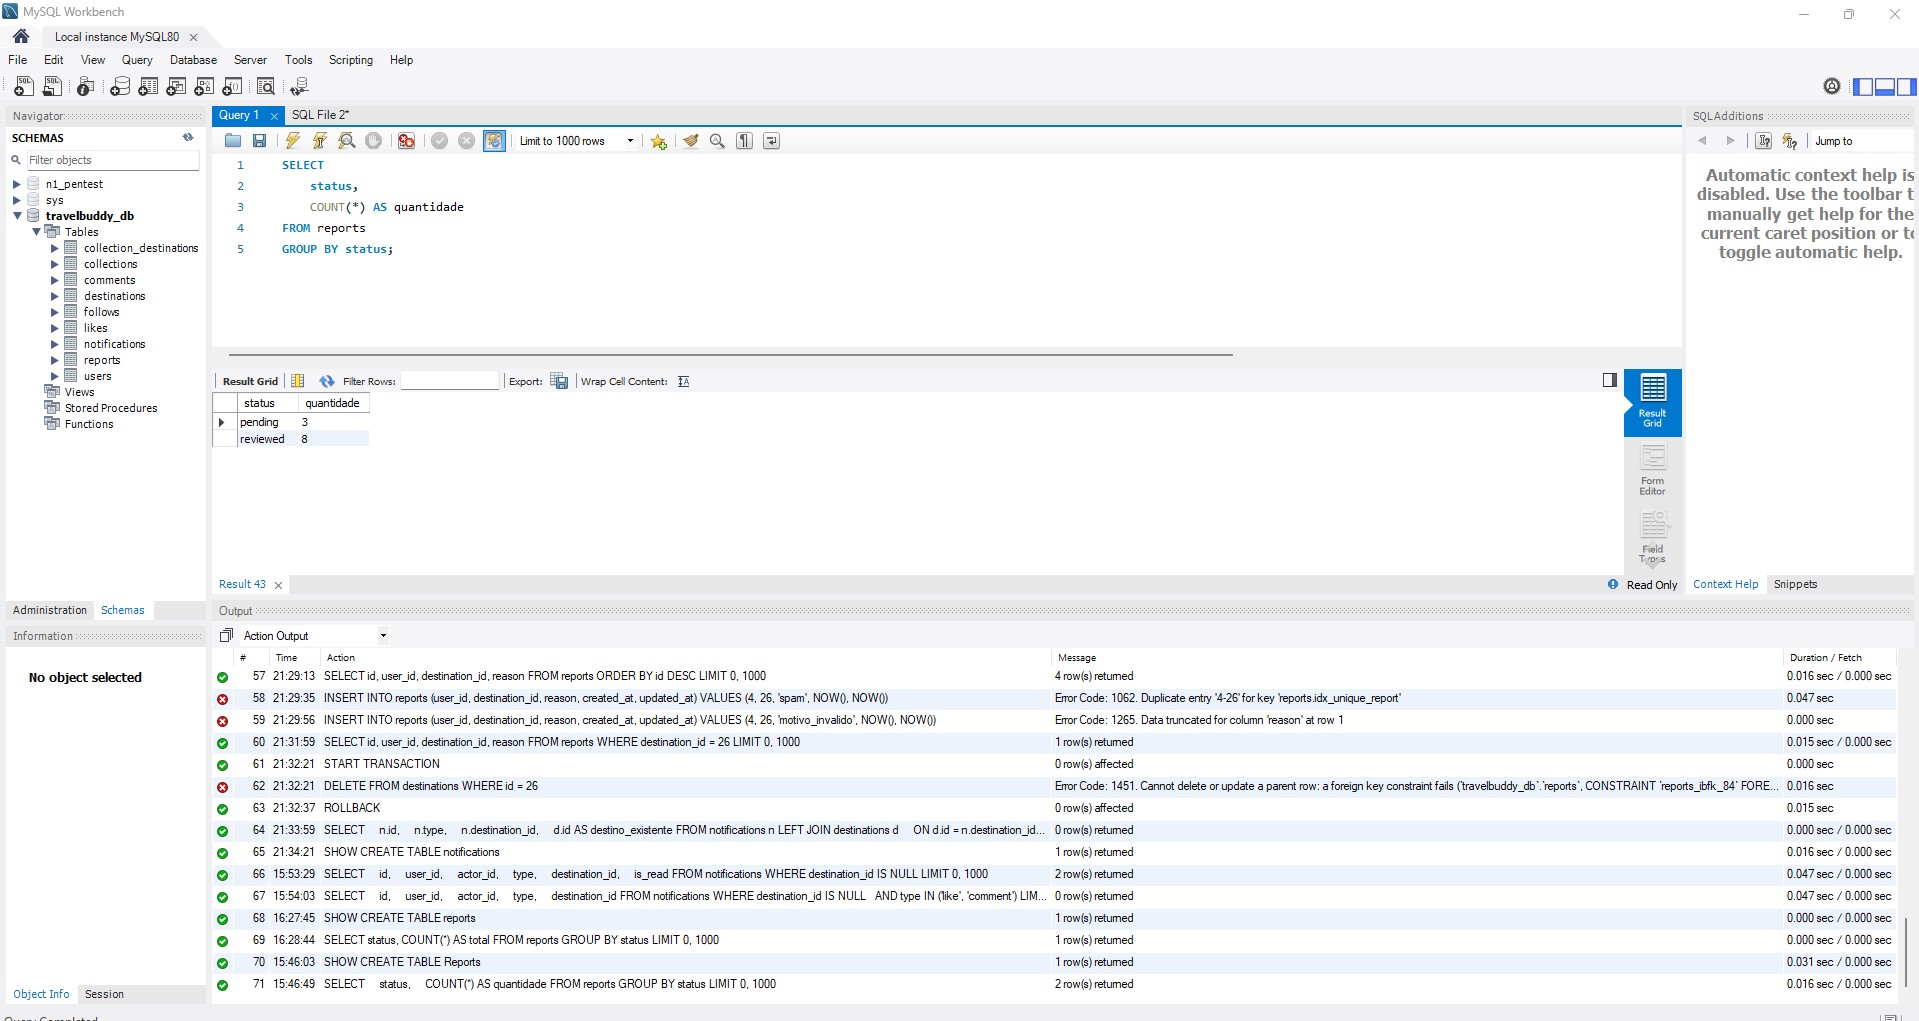 MySQL Workbench
Local instance MySQL80
File Edit View Query Database Server Tools Scripting Help
Navigator
SCHEMAS
Filter objects
n1_pentest
sys
travelbuddy_db
Tables
collection_destinations
collections
comments
destinations
follows
likes
notifications
reports
users
Views
Stored Procedures
Functions
Administration Schemas
Information
No object selected
Object Info Session
Query 1 SQL File 2*
Limit to 1000 rows
1 SELECT
2 status,
3 COUNT(*) AS quantidade
4 FROM reports
5 GROUP BY status;
Result Grid Filter Rows: Export: Wrap Cell Content:
status quantidade
pending 3
reviewed 8
Result Grid
Form Editor
Field Types
Result 43 Read Only
SQLAdditions
Jump to
Automatic context help is
disabled. Use the toolbar t
manually get help for the
current caret position or to
toggle automatic help.
Context Help Snippets
Output
Action Output
# Time Action Message Duration / Fetch
57 21:29:13 SELECT id, user_id, destination_id, reason FROM reports ORDER BY id DESC LIMIT 0, 1000 4 row(s) returned 0.016 sec / 0.000 sec
58 21:29:35 INSERT INTO reports (user_id, destination_id, reason, created_at, updated_at) VALUES (4, 26, 'spam', NOW(), NOW()) Error Code: 1062. Duplicate entry '4-26' for key 'reports.idx_unique_report' 0.047 sec
59 21:29:56 INSERT INTO reports (user_id, destination_id, reason, created_at, updated_at) VALUES (4, 26, 'motivo_invalido', NOW(), NOW()) Error Code: 1265. Data truncated for column 'reason' at row 1 0.000 sec
60 21:31:59 SELECT id, user_id, destination_id, reason FROM reports WHERE destination_id = 26 LIMIT 0, 1000 1 row(s) returned 0.015 sec / 0.000 sec
61 21:32:21 START TRANSACTION 0 row(s) affected 0.000 sec
62 21:32:21 DELETE FROM destinations WHERE id = 26 Error Code: 1451. Cannot delete or update a parent row: a foreign key constraint fails (`travelbuddy_db`.`reports`, CONSTRAINT `reports_ibfk_84` FORE... 0.016 sec
63 21:32:37 ROLLBACK 0 row(s) affected 0.015 sec
64 21:33:59 SELECT n.id, n.type, n.destination_id, d.id AS destino_existente FROM notifications n LEFT JOIN destinations d ON d.id = n.destination_id... 0 row(s) returned 0.000 sec / 0.000 sec
65 21:34:21 SHOW CREATE TABLE notifications 1 row(s) returned 0.016 sec / 0.000 sec
66 15:53:29 SELECT id, user_id, actor_id, type, destination_id, is_read FROM notifications WHERE destination_id IS NULL LIMIT 0, 1000 2 row(s) returned 0.047 sec / 0.000 sec
67 15:54:03 SELECT id, user_id, actor_id, type, destination_id FROM notifications WHERE destination_id IS NULL AND type IN ('like', 'comment') LIM... 0 row(s) returned 0.047 sec / 0.000 sec
68 16:27:45 SHOW CREATE TABLE reports 1 row(s) returned 0.000 sec / 0.000 sec
69 16:28:44 SELECT status, COUNT(*) AS total FROM reports GROUP BY status LIMIT 0, 1000 1 row(s) returned 0.000 sec / 0.000 sec
70 15:46:03 SHOW CREATE TABLE Reports 1 row(s) returned 0.031 sec / 0.000 sec
71 15:46:49 SELECT status, COUNT(*) AS quantidade FROM reports GROUP BY status LIMIT 0, 1000 2 row(s) returned 0.016 sec / 0.000 sec
Query Completed